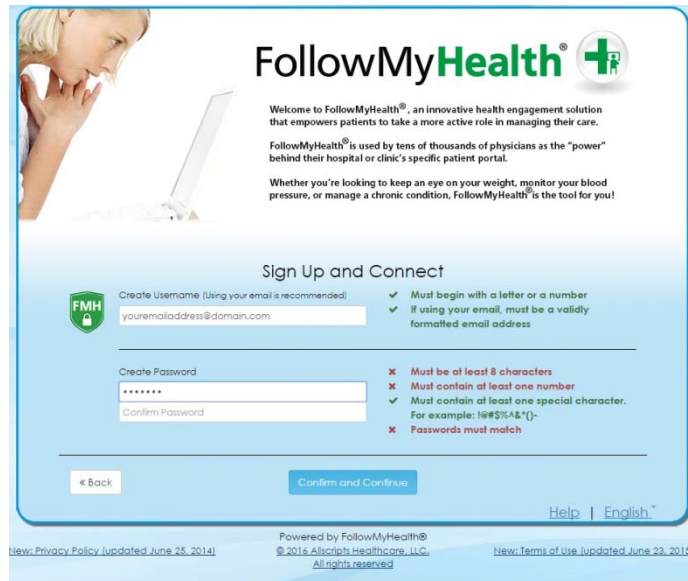 FollowMyHealth®
Welcome to FollowMyHealth®, an innovative health engagement solution
that empowers patients to take a more active role in managing their care.
FollowMyHealth® is used by tens of thousands of physicians as the "power"
behind their hospital or clinic's specific patient portal.
Whether you're looking to keep an eye on your weight, monitor your blood
pressure, or manage a chronic condition, FollowMyHealth® is the tool for you!
Sign Up and Connect
FMH
Create Username (Using your email is recommended)
youremailaddress@domain.com
✔ Must begin with a letter or a number
✔ If using your email, must be a validly
formatted email address
Create Password
•••••••
Confirm Password
✖ Must be at least 8 characters
✖ Must contain at least one number
✔ Must contain at least one special character.
For example: !@#$%^&*()-
✖ Passwords must match
« Back
Confirm and Continue
Help | English
Powered by FollowMyHealth®
New: Privacy Policy (updated June 25, 2014)
© 2016 Allscripts Healthcare, LLC.
All rights reserved
New: Terms of Use (updated June 23, 2015